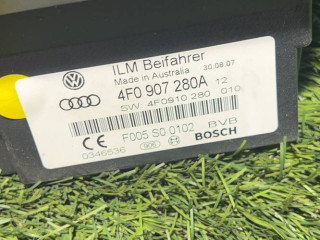 ILM Beifahrer
Made in Australia 30.08.07
4F0 907 280A 12
SW: 4F0910 280 010
F005 S0 0102 BVB
0346536 BOSCH